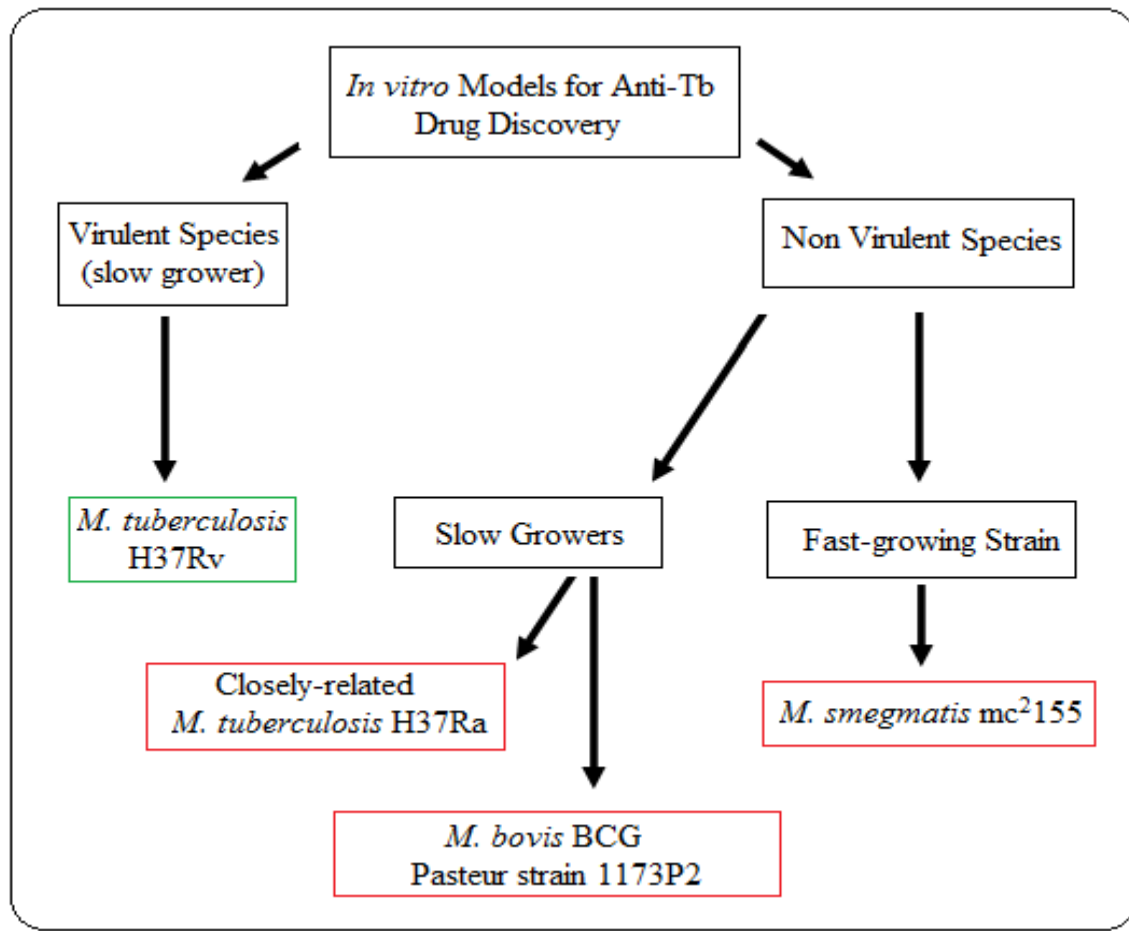 In vitro Models for Anti-Tb
Drug Discovery
Virulent Species
(slow grower)
Non Virulent Species
M. tuberculosis
H37Rv
Slow Growers
Fast-growing Strain
Closely-related
M. tuberculosis H37Ra
M. smegmatis mc²155
M. bovis BCG
Pasteur strain 1173P2